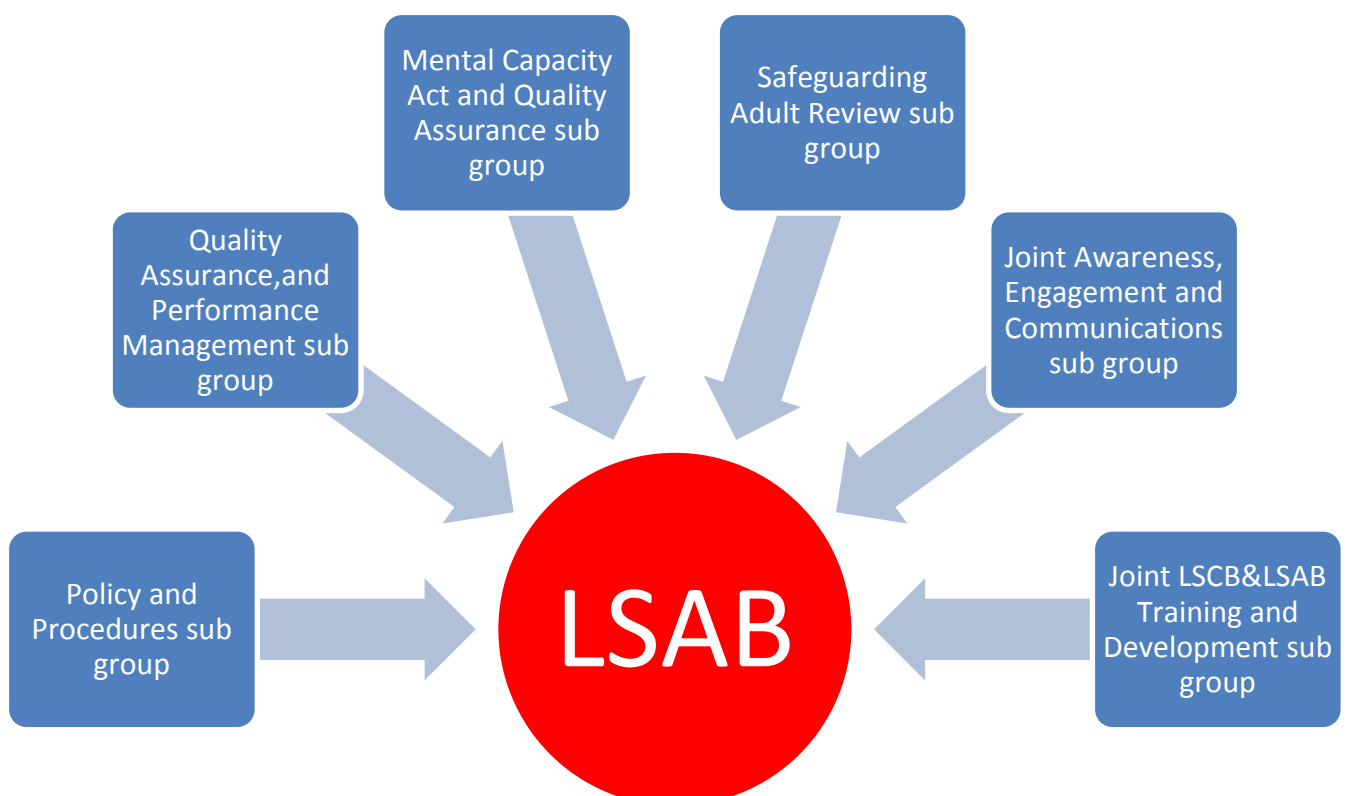 Mental Capacity
Act and Quality
Assurance sub
group
Safeguarding
Adult Review sub
group
Quality
Assurance,and
Performance
Management sub
group
Joint Awareness,
Engagement and
Communications
sub group
Policy and
Procedures sub
group
LSAB
Joint LSCB&LSAB
Training and
Development sub
group